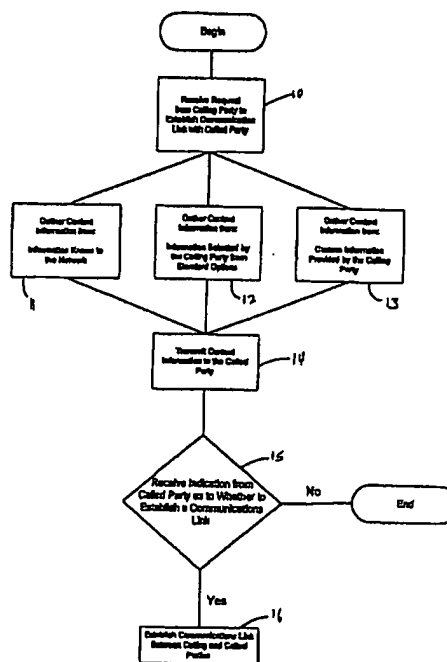 Begin
Receive Request
from Calling Party to
Establish Communication
Link with Called Party
10
Gather Context
Information from:
Information Known to
the Network
11
Gather Context
Information from:
Information Selected by
the Calling Party from
Standard Options
12
Gather Context
Information from:
Custom Information
Provided by the Calling
Party
13
Transmit Context
Information to the Called
Party
14
Receive Indication from
Called Party as to Whether to
Establish a Communications
Link
15
No
End
Yes
Establish Communications Link
Between Calling and Called
Parties
16